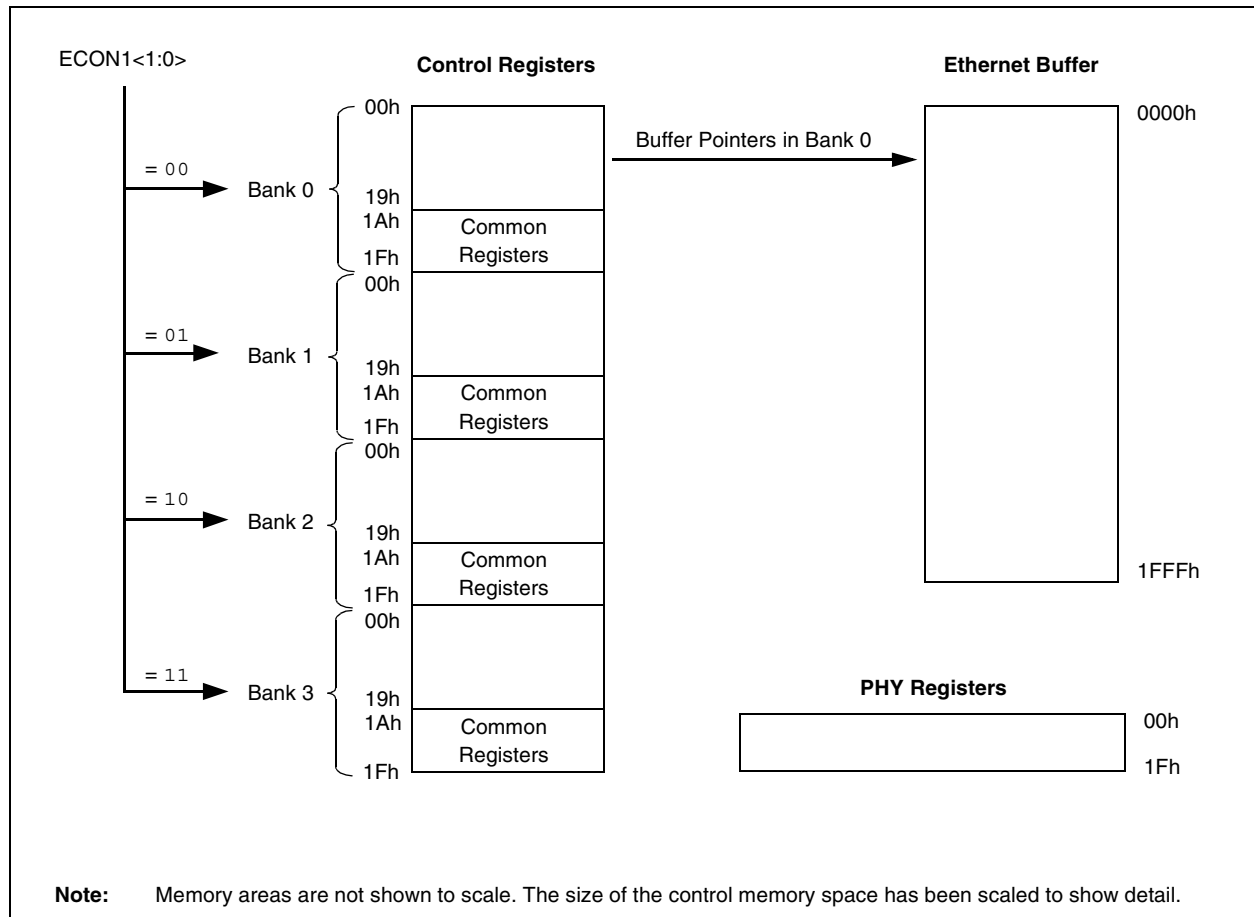 ECON1<1:0>
Control Registers
Ethernet Buffer
= 00
Bank 0
00h
19h
1Ah
1Fh
Common
Registers
Buffer Pointers in Bank 0
0000h
1FFFh
= 01
Bank 1
00h
19h
1Ah
1Fh
Common
Registers
= 10
Bank 2
00h
19h
1Ah
1Fh
Common
Registers
= 11
Bank 3
00h
19h
1Ah
1Fh
Common
Registers
PHY Registers
00h
1Fh
Note: Memory areas are not shown to scale. The size of the control memory space has been scaled to show detail.